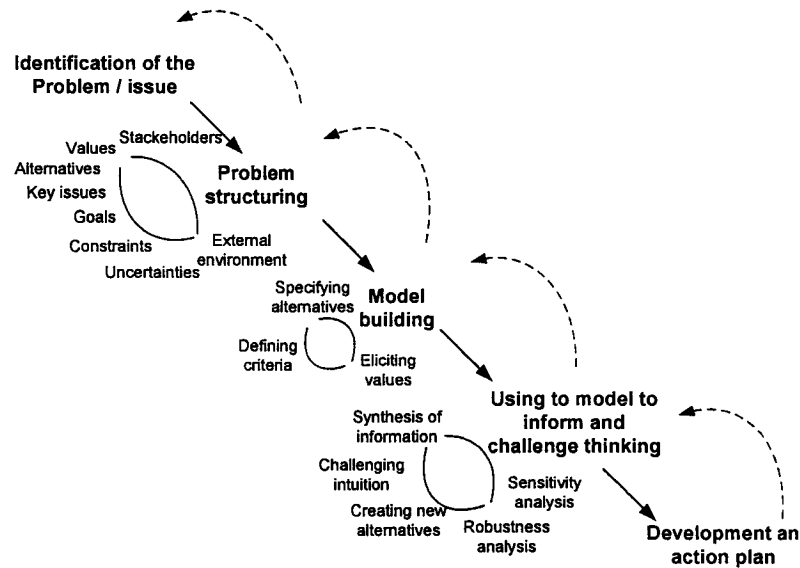 Identification of the
Problem / issue
Stackeholders
Values
Alternatives
Key issues
Goals
Constraints
Uncertainties
External
environment
Problem
structuring
Specifying
alternatives
Defining
criteria
Eliciting
values
Model
building
Using to model to
inform and
challenge thinking
Synthesis of
information
Challenging
intuition
Creating new
alternatives
Robustness
analysis
Sensitivity
analysis
Development an
action plan